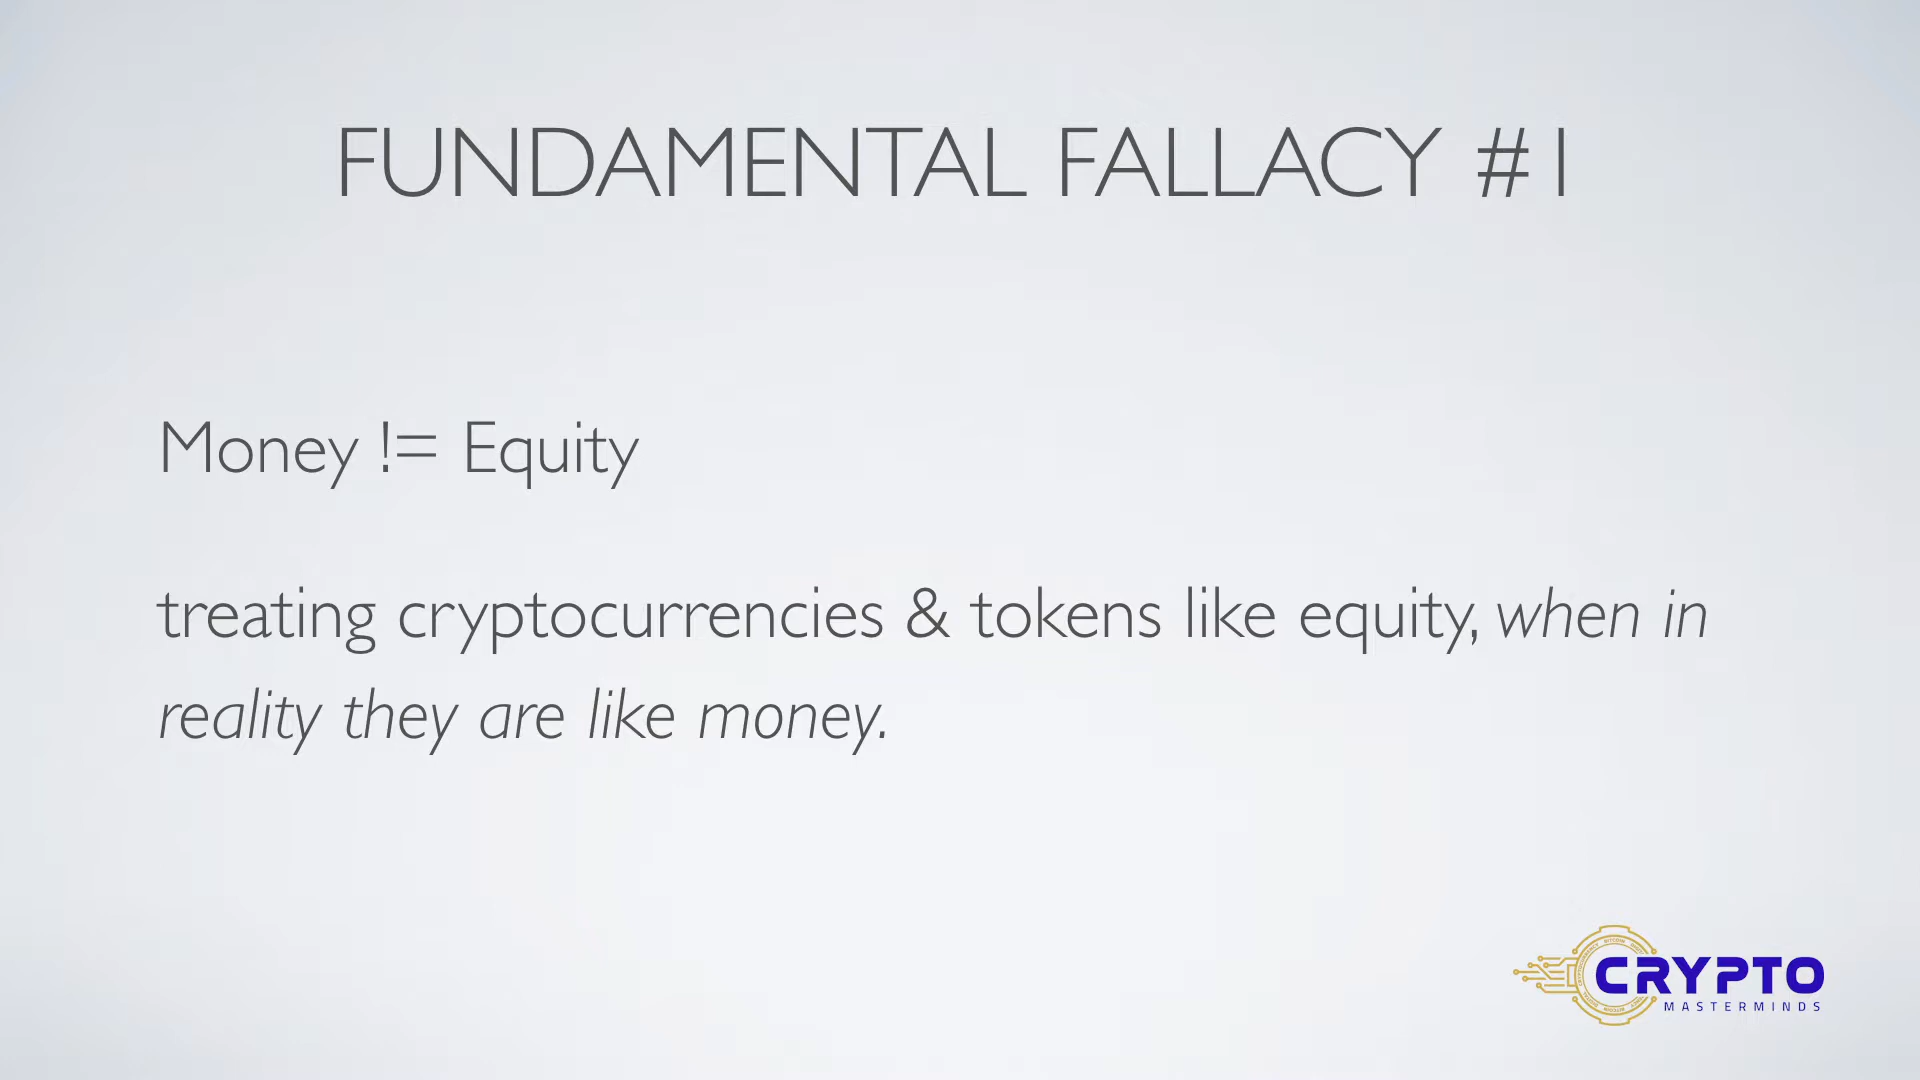 FUNDAMENTAL FALLACY #1
Money != Equity
treating cryptocurrencies & tokens like equity, when in
reality they are like money.
CRYPTO
MASTERMINDS